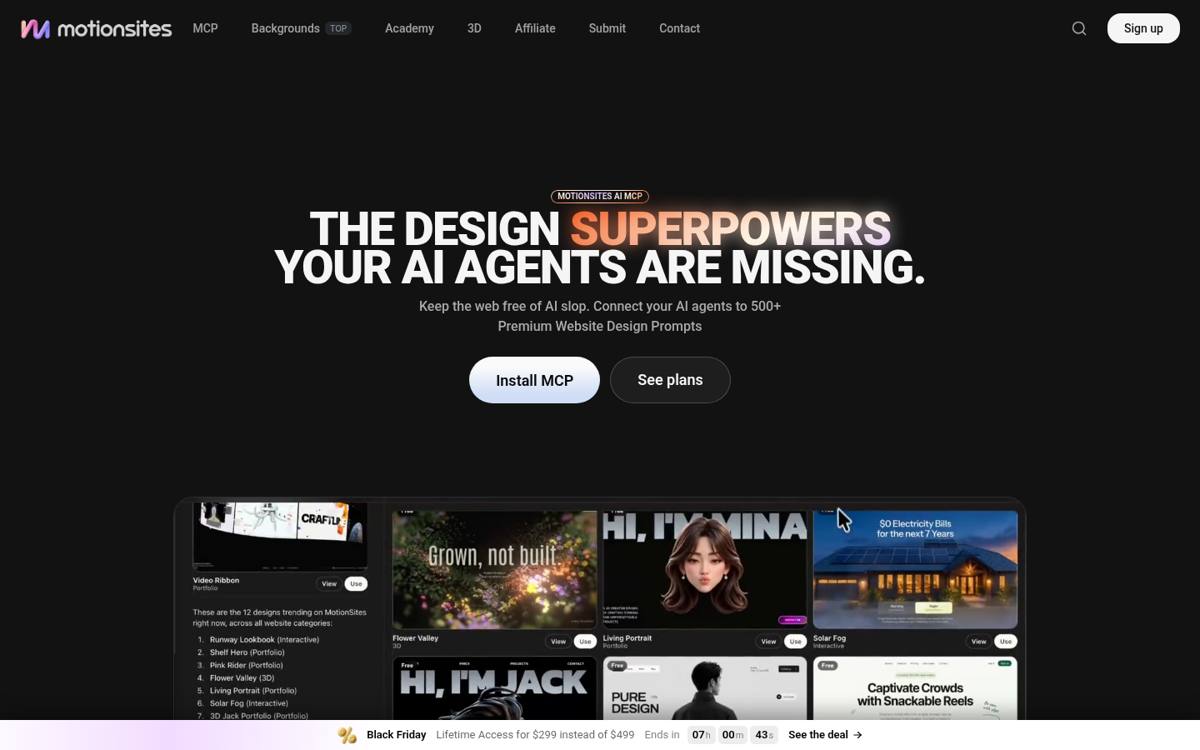 motionsites
MCP
Backgrounds TOP
Academy
3D
Affiliate
Submit
Contact
Sign up
MOTIONSITES AI MCP
THE DESIGN SUPERPOWERS
YOUR AI AGENTS ARE MISSING.
Keep the web free of AI slop. Connect your AI agents to 500+
Premium Website Design Prompts
Install MCP
See plans
Video Ribbon
Portfolio
View
Use
These are the 12 designs trending on MotionSites
right now, across all website categories:
1. Runway Lookbook (Interactive)
2. Shelf Hero (Portfolio)
3. Pink Rider (Portfolio)
4. Flower Valley (3D)
5. Living Portrait (Portfolio)
6. Solar Fog (Interactive)
7. 3D Jack Portfolio (Portfolio)
Grown, not built.
Flower Valley
3D
View
Use
HI, I'M MINA
Living Portrait
Portfolio
View
Use
$0 Electricity Bills
for the next 7 Years
Solar Fog
Interactive
View
Use
Free
PROJECTS
CONTACT
HI, I'M JACK
Free
PURE
DESIGN
Free
Captivate Crowds
with Snackable Reels
Black Friday Lifetime Access for $299 instead of $499 Ends in 07h 00m 43s See the deal →